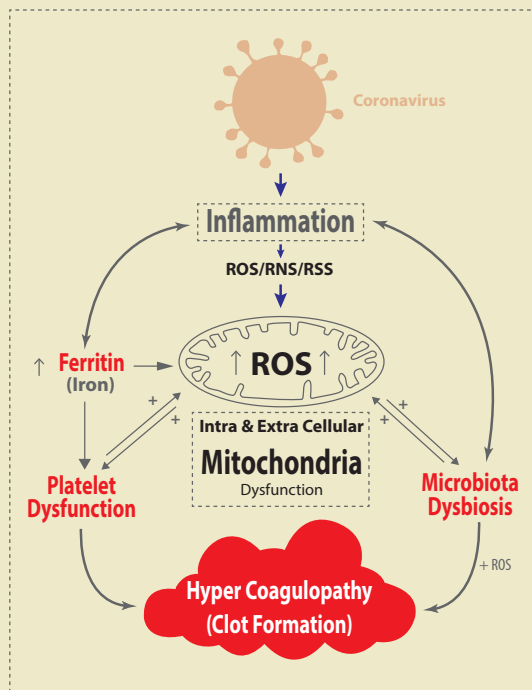 Coronavirus
Inflammation
ROS/RNS/RSS
↑ Ferritin
(Iron)
↑ ROS ↑
+
+
+
+
Intra & Extra Cellular
Mitochondria
Dysfunction
Platelet
Dysfunction
Microbiota
Dysbiosis
+ ROS
Hyper Coagulopathy
(Clot Formation)